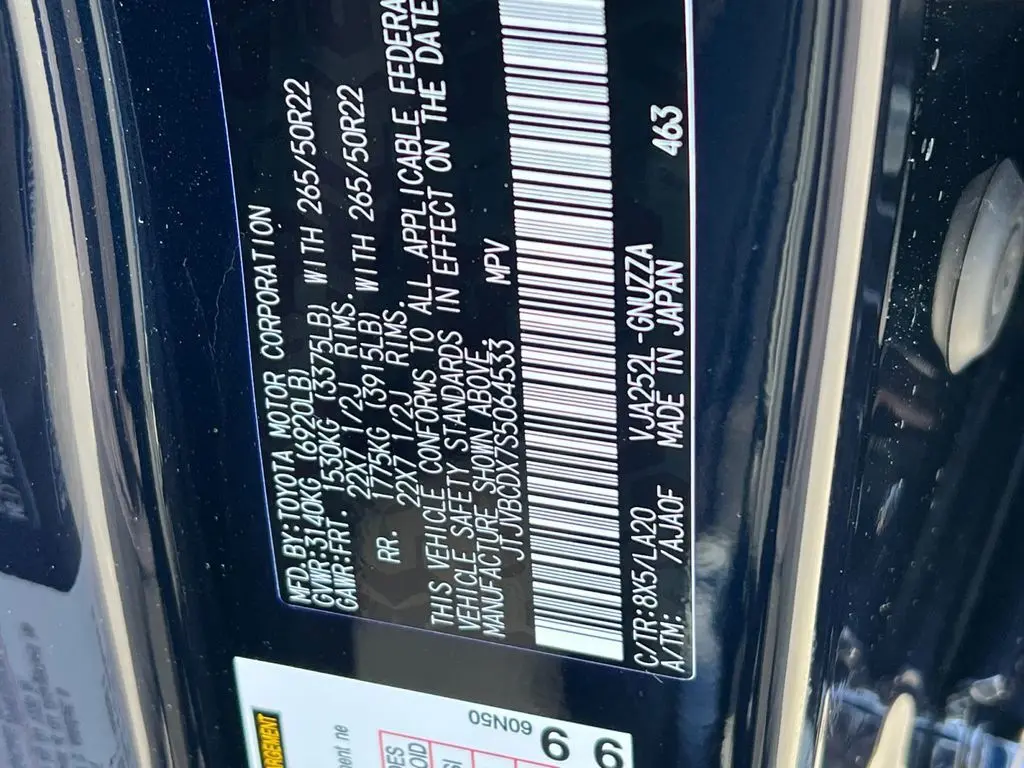 MFD.BY:TOYOTA MOTOR CORPORATION
GVWR:3140KG (6920LB)
GAWR:FRT. 1530KG (3375LB) WITH 265/50R22
22X7 1/2J RIMS.
RR. 1775KG (3915LB) WITH 265/50R22
22X7 1/2J RIMS.
THIS VEHICLE CONFORMS TO ALL APPLICABLE FEDERA
VEHICLE SAFETY STANDARDS IN EFFECT ON THE DATE
MANUFACTURE SHOWN ABOVE.
JTJVBCDX7S5064533 MPV
C/TR:8X5/LA20 VJA252L-GNUZZA
A/TM: /AJA0F MADE IN JAPAN 463
60N50